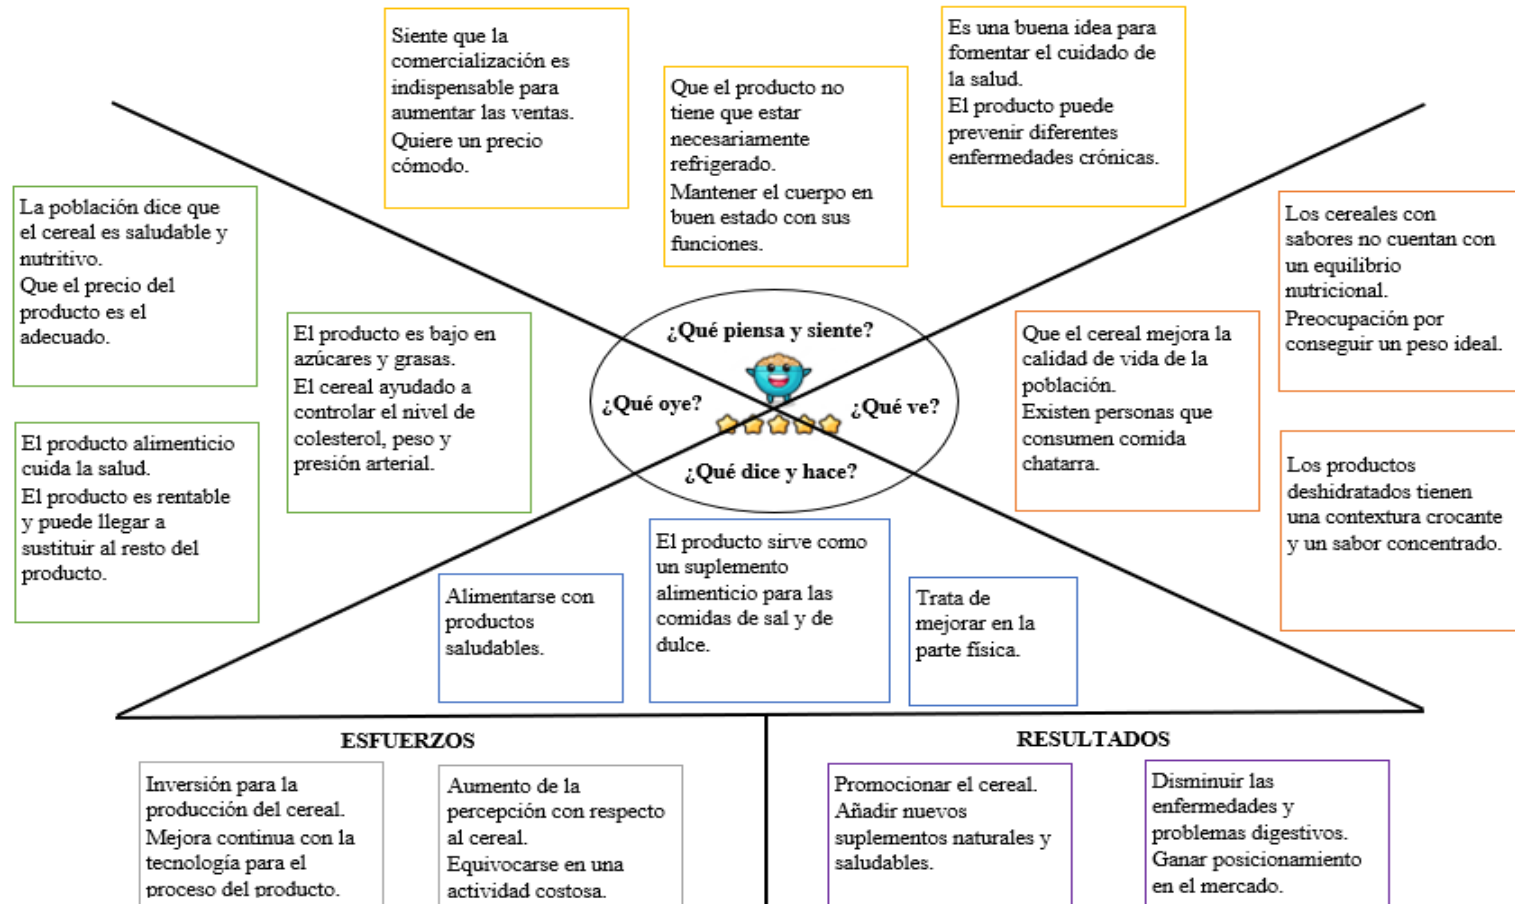 Siente que la
comercialización es
indispensable para
aumentar las ventas.
Quiere un precio
cómodo.
Que el producto no
tiene que estar
necesariamente
refrigerado.
Mantener el cuerpo en
buen estado con sus
funciones.
Es una buena idea para
fomentar el cuidado de
la salud.
El producto puede
prevenir diferentes
enfermedades crónicas.
La población dice que
el cereal es saludable y
nutritivo.
Que el precio del
producto es el
adecuado.
El producto es bajo en
azúcares y grasas.
El cereal ayudado a
controlar el nivel de
colesterol, peso y
presión arterial.
El producto alimenticio
cuida la salud.
El producto es rentable
y puede llegar a
sustituir al resto del
producto.
¿Qué piensa y siente?
¿Qué oye?
¿Qué ve?
¿Qué dice y hace?
Que el cereal mejora la
calidad de vida de la
población.
Existen personas que
consumen comida
chatarra.
Los cereales con
sabores no cuentan con
un equilibrio
nutricional.
Preocupación por
conseguir un peso ideal.
Los productos
deshidratados tienen
una contextura crocante
y un sabor concentrado.
Alimentarse con
productos
saludables.
El producto sirve como
un suplemento
alimenticio para las
comidas de sal y de
dulce.
Trata de
mejorar en la
parte física.
ESFUERZOS
Inversión para la
producción del cereal.
Mejora continua con la
tecnología para el
proceso del producto.
Aumento de la
percepción con respecto
al cereal.
Equivocarse en una
actividad costosa.
RESULTADOS
Promocionar el cereal.
Añadir nuevos
suplementos naturales y
saludables.
Disminuir las
enfermedades y
problemas digestivos.
Ganar posicionamiento
en el mercado.